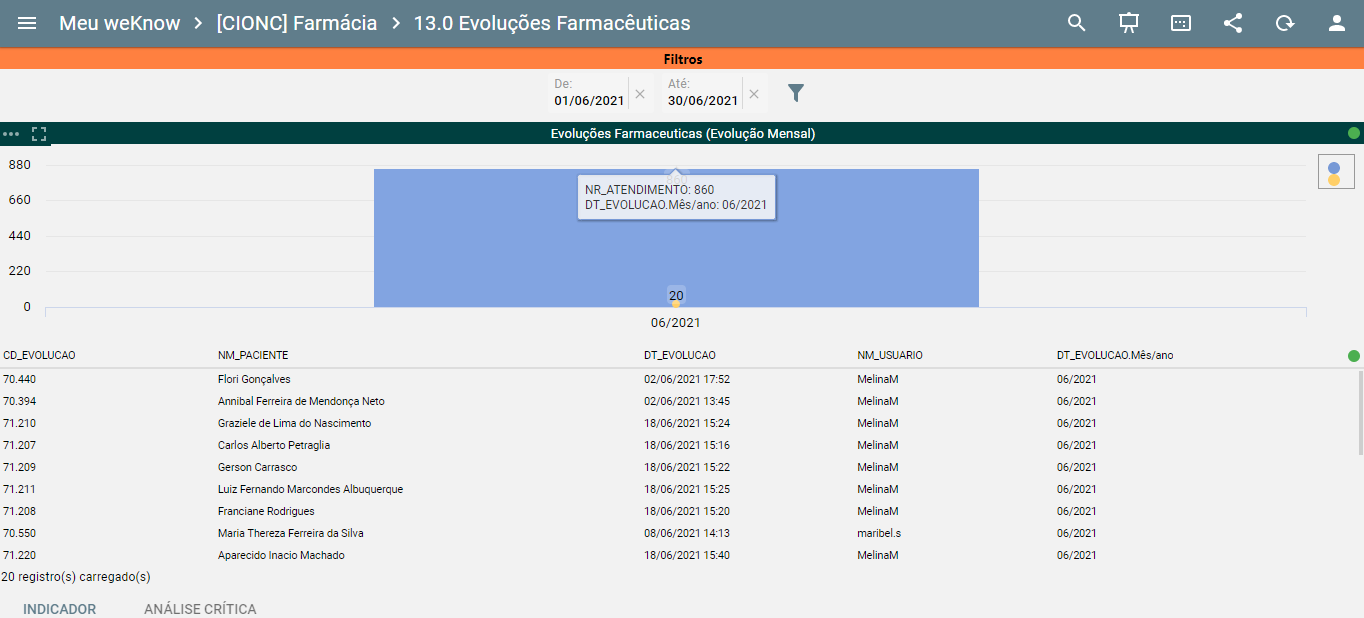 Meu weKnow > [CIONC] Farmácia > 13.0 Evoluções Farmacêuticas
Filtros
De: Até:
01/06/2021 30/06/2021
Evoluções Farmaceuticas (Evolução Mensal)
880
860
NR_ATENDIMENTO: 860
DT_EVOLUCAO.Mês/ano: 06/2021
660
440
220
20
0
06/2021
CD_EVOLUCAO NM_PACIENTE DT_EVOLUCAO NM_USUARIO DT_EVOLUCAO.Mês/ano
70.440 Flori Gonçalves 02/06/2021 17:52 MelinaM 06/2021
70.394 Annibal Ferreira de Mendonça Neto 02/06/2021 13:45 MelinaM 06/2021
71.210 Graziele de Lima do Nascimento 18/06/2021 15:24 MelinaM 06/2021
71.207 Carlos Alberto Petraglia 18/06/2021 15:16 MelinaM 06/2021
71.209 Gerson Carrasco 18/06/2021 15:22 MelinaM 06/2021
71.211 Luiz Fernando Marcondes Albuquerque 18/06/2021 15:25 MelinaM 06/2021
71.208 Franciane Rodrigues 18/06/2021 15:20 MelinaM 06/2021
70.550 Maria Thereza Ferreira da Silva 08/06/2021 14:13 maribel.s 06/2021
71.220 Aparecido Inacio Machado 18/06/2021 15:40 MelinaM 06/2021
20 registro(s) carregado(s)
INDICADOR ANÁLISE CRÍTICA